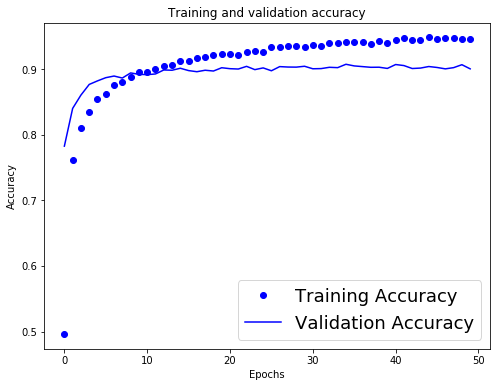 Training and validation accuracy
Accuracy
0.9
0.8
0.7
0.6
0.5
Training Accuracy
Validation Accuracy
0 10 20 30 40 50
Epochs